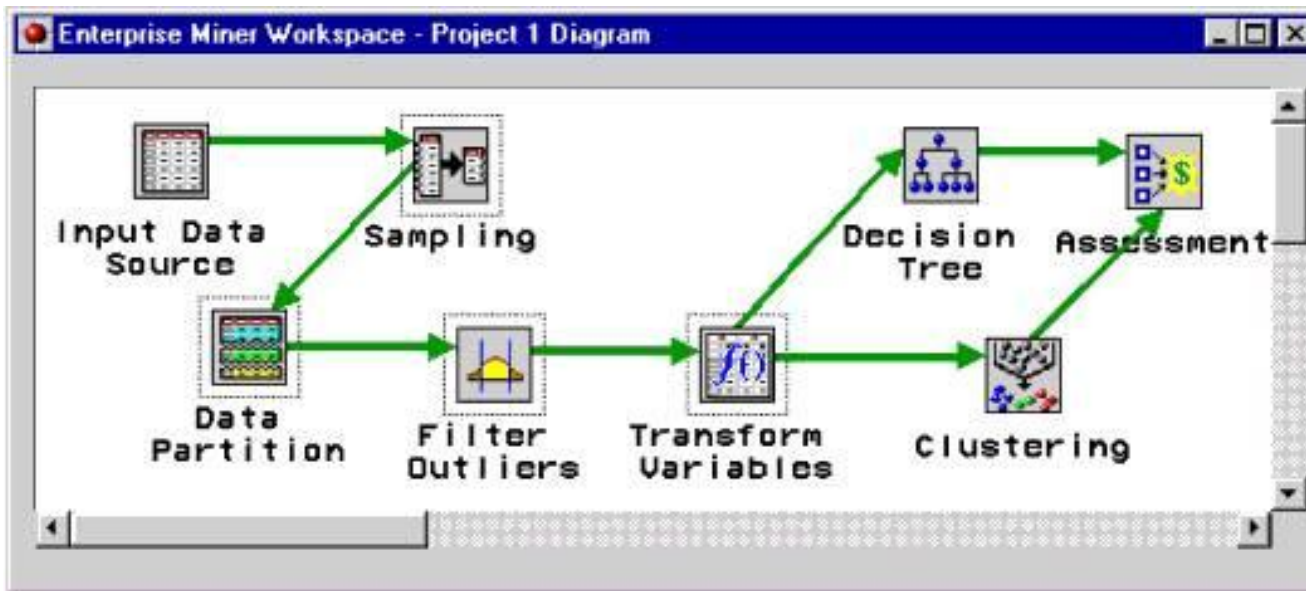 Enterprise Miner Workspace - Project 1 Diagram
Input Data
Source
Sampling
Decision
Tree
Assessment
Data
Partition
Filter
Outliers
Transform
Variables
Clustering
f()
$